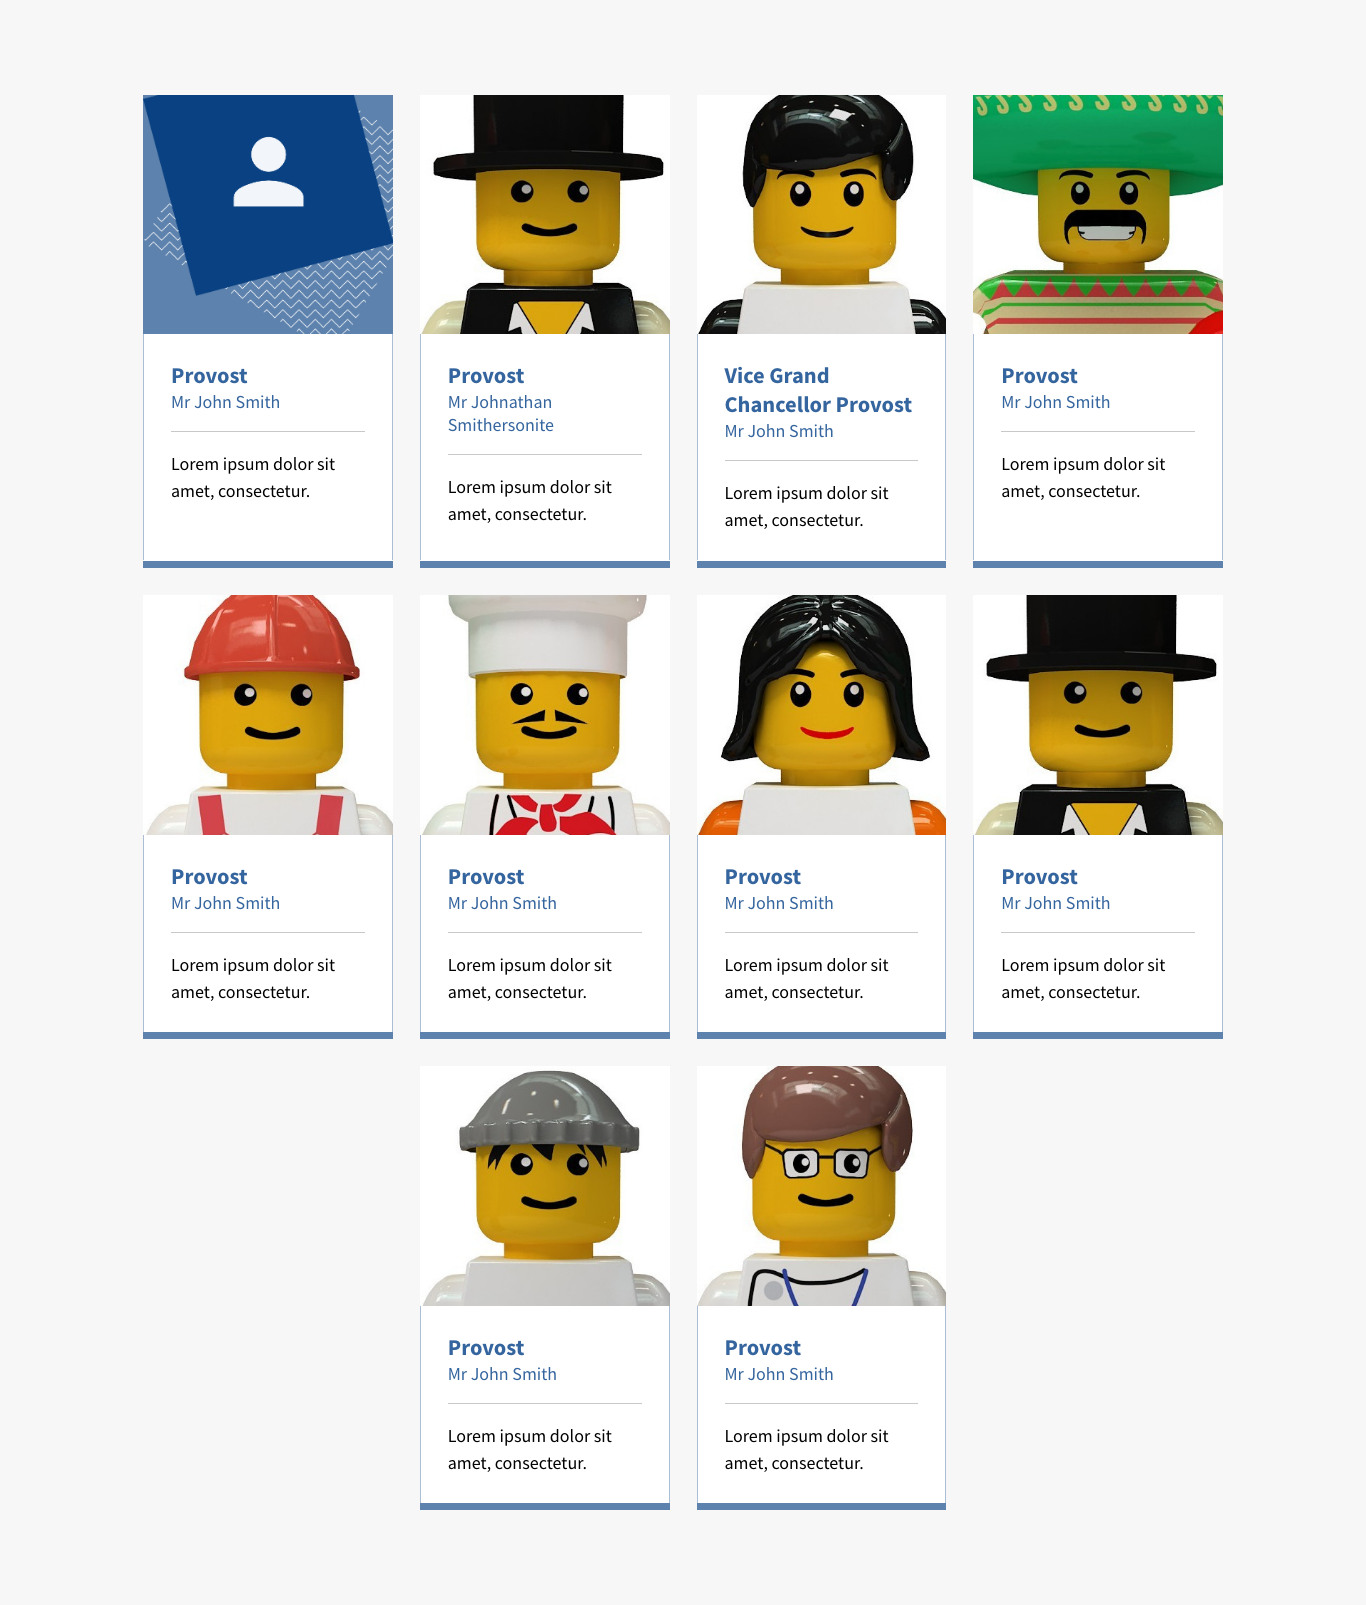 Provost
Mr John Smith
Lorem ipsum dolor sit
amet, consectetur.
Provost
Mr Johnathan
Smithersonite
Lorem ipsum dolor sit
amet, consectetur.
Vice Grand
Chancellor Provost
Mr John Smith
Lorem ipsum dolor sit
amet, consectetur.
Provost
Mr John Smith
Lorem ipsum dolor sit
amet, consectetur.
Provost
Mr John Smith
Lorem ipsum dolor sit
amet, consectetur.
Provost
Mr John Smith
Lorem ipsum dolor sit
amet, consectetur.
Provost
Mr John Smith
Lorem ipsum dolor sit
amet, consectetur.
Provost
Mr John Smith
Lorem ipsum dolor sit
amet, consectetur.
Provost
Mr John Smith
Lorem ipsum dolor sit
amet, consectetur.
Provost
Mr John Smith
Lorem ipsum dolor sit
amet, consectetur.